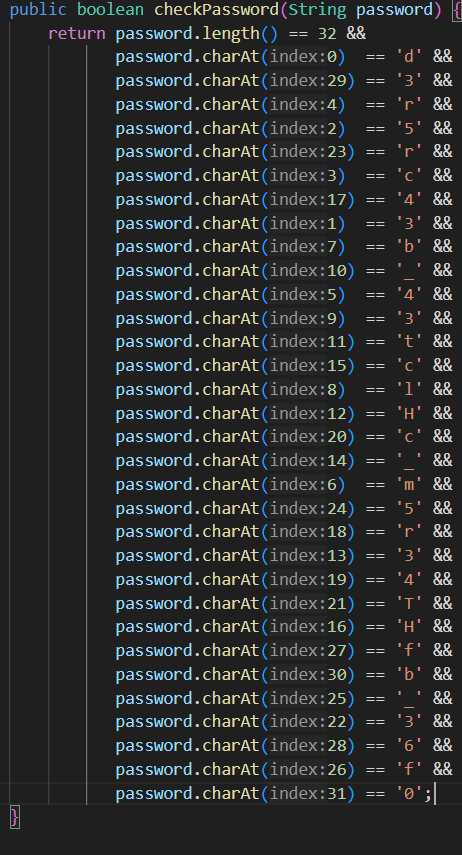 public boolean checkPassword(String password) {
    return password.length() == 32 &&
           password.charAt(index:0)  == 'd' &&
           password.charAt(index:29) == '3' &&
           password.charAt(index:4)  == 'r' &&
           password.charAt(index:2)  == '5' &&
           password.charAt(index:23) == 'r' &&
           password.charAt(index:3)  == 'c' &&
           password.charAt(index:17) == '4' &&
           password.charAt(index:1)  == '3' &&
           password.charAt(index:7)  == 'b' &&
           password.charAt(index:10) == '_' &&
           password.charAt(index:5)  == '4' &&
           password.charAt(index:9)  == '3' &&
           password.charAt(index:11) == 't' &&
           password.charAt(index:15) == 'c' &&
           password.charAt(index:8)  == 'l' &&
           password.charAt(index:12) == 'H' &&
           password.charAt(index:20) == 'c' &&
           password.charAt(index:14) == '_' &&
           password.charAt(index:6)  == 'm' &&
           password.charAt(index:24) == '5' &&
           password.charAt(index:18) == 'r' &&
           password.charAt(index:13) == '3' &&
           password.charAt(index:19) == '4' &&
           password.charAt(index:21) == 'T' &&
           password.charAt(index:16) == 'H' &&
           password.charAt(index:27) == 'f' &&
           password.charAt(index:30) == 'b' &&
           password.charAt(index:25) == '_' &&
           password.charAt(index:22) == '3' &&
           password.charAt(index:28) == '6' &&
           password.charAt(index:26) == 'f' &&
           password.charAt(index:31) == '0';
}